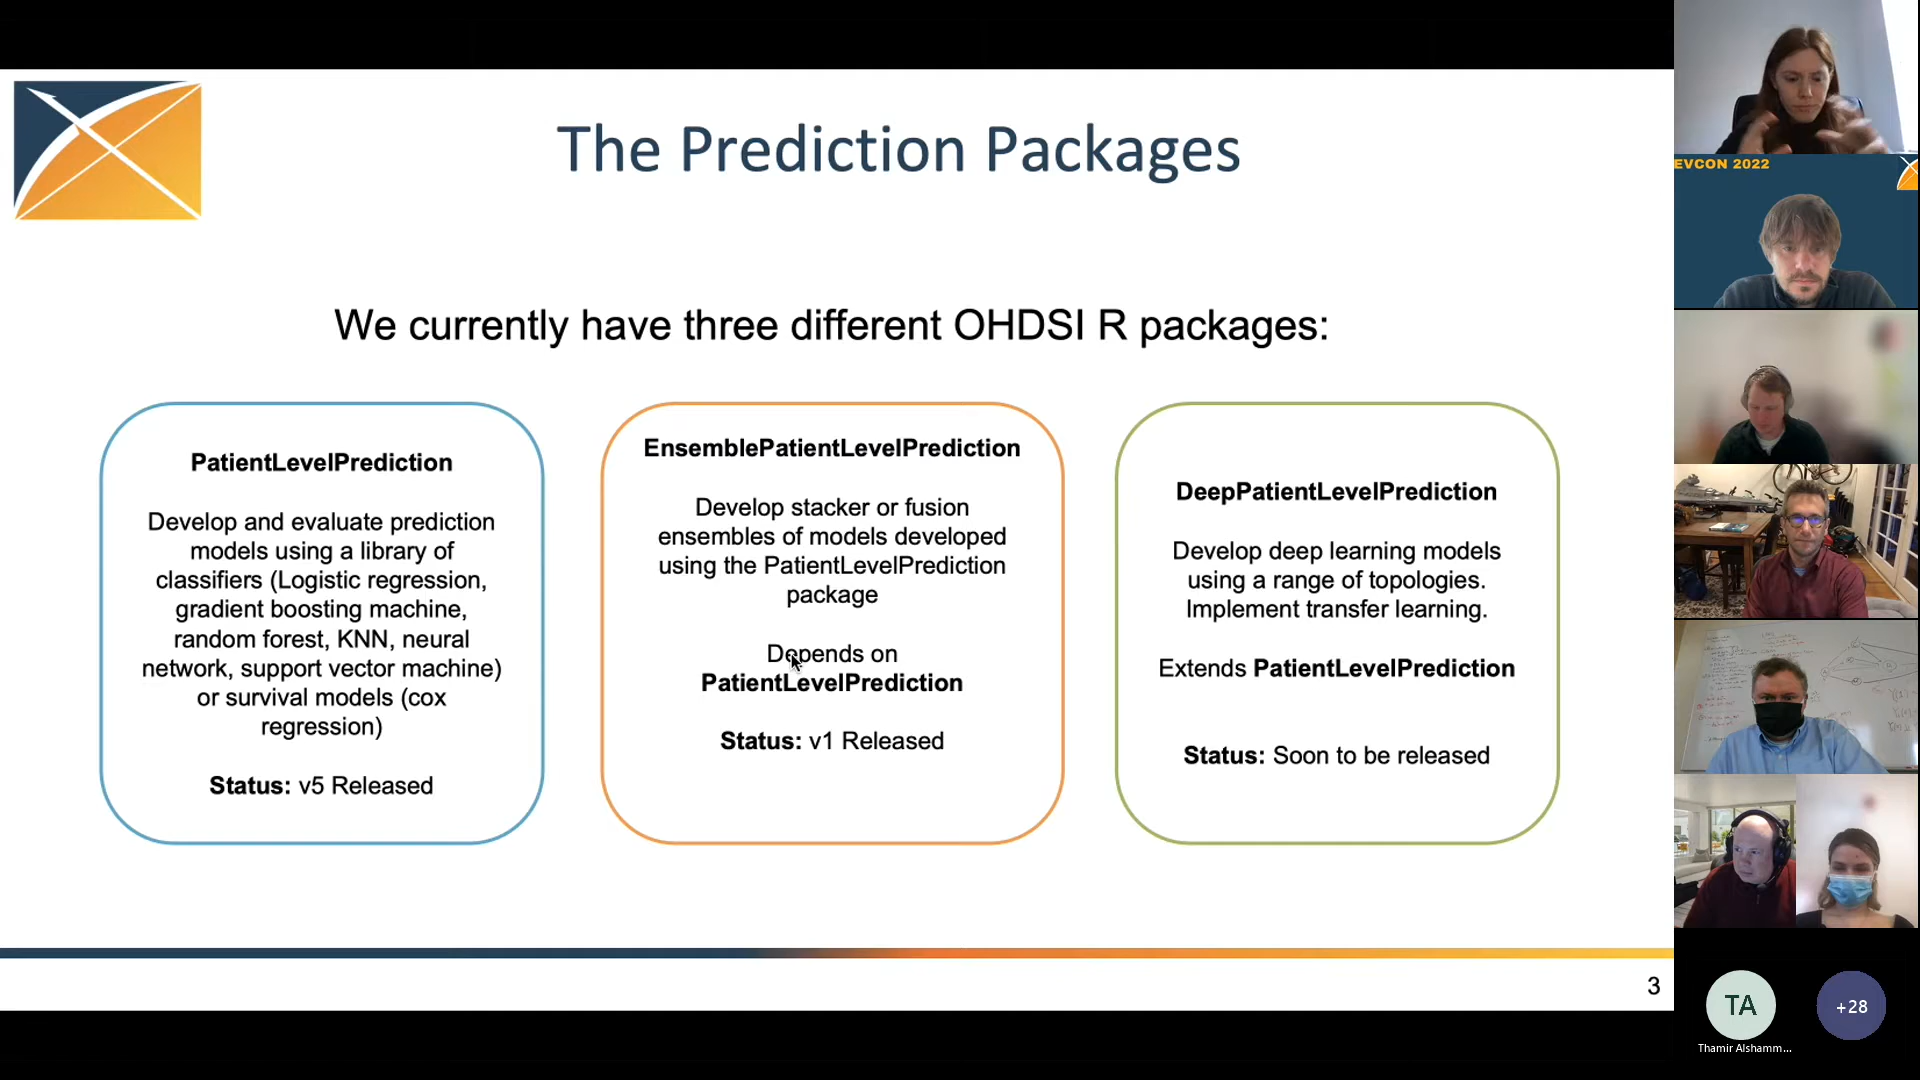 The Prediction Packages
We currently have three different OHDSI R packages:
PatientLevelPrediction
Develop and evaluate prediction
models using a library of
classifiers (Logistic regression,
gradient boosting machine,
random forest, KNN, neural
network, support vector machine)
or survival models (cox
regression)
Status: v5 Released
EnsemblePatientLevelPrediction
Develop stacker or fusion
ensembles of models developed
using the PatientLevelPrediction
package
Depends on
PatientLevelPrediction
Status: v1 Released
DeepPatientLevelPrediction
Develop deep learning models
using a range of topologies.
Implement transfer learning.
Extends PatientLevelPrediction
Status: Soon to be released
3
EVCON 2022
TA
+28
Thamir Alshamm...